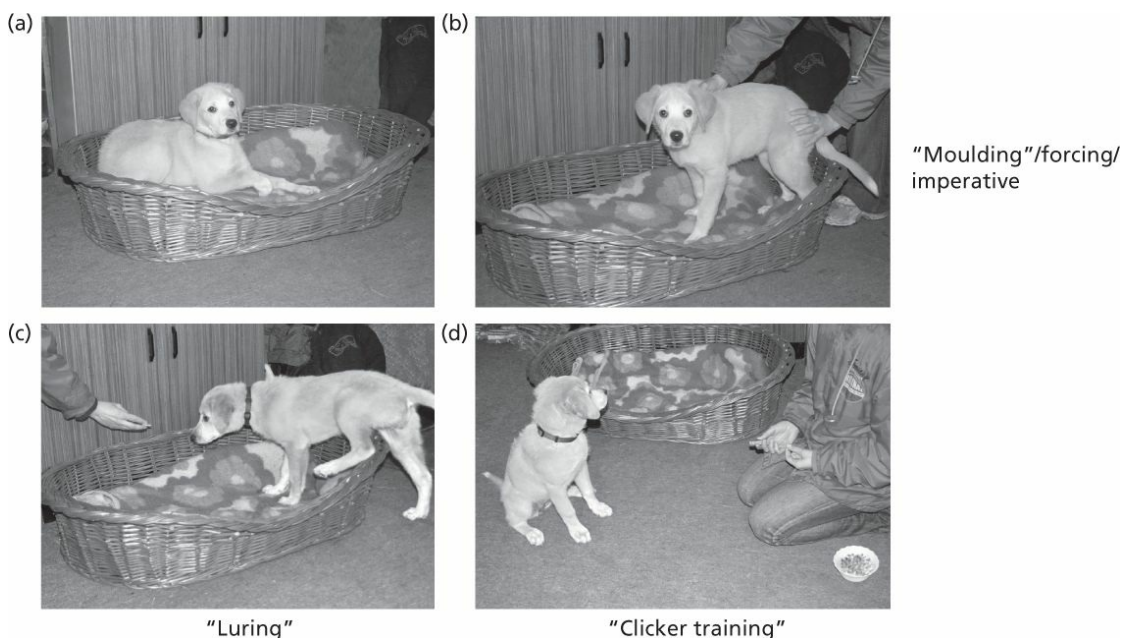 (a)
(b)
"Moulding"/forcing/
imperative
(c)
(d)
"Luring"
"Clicker training"